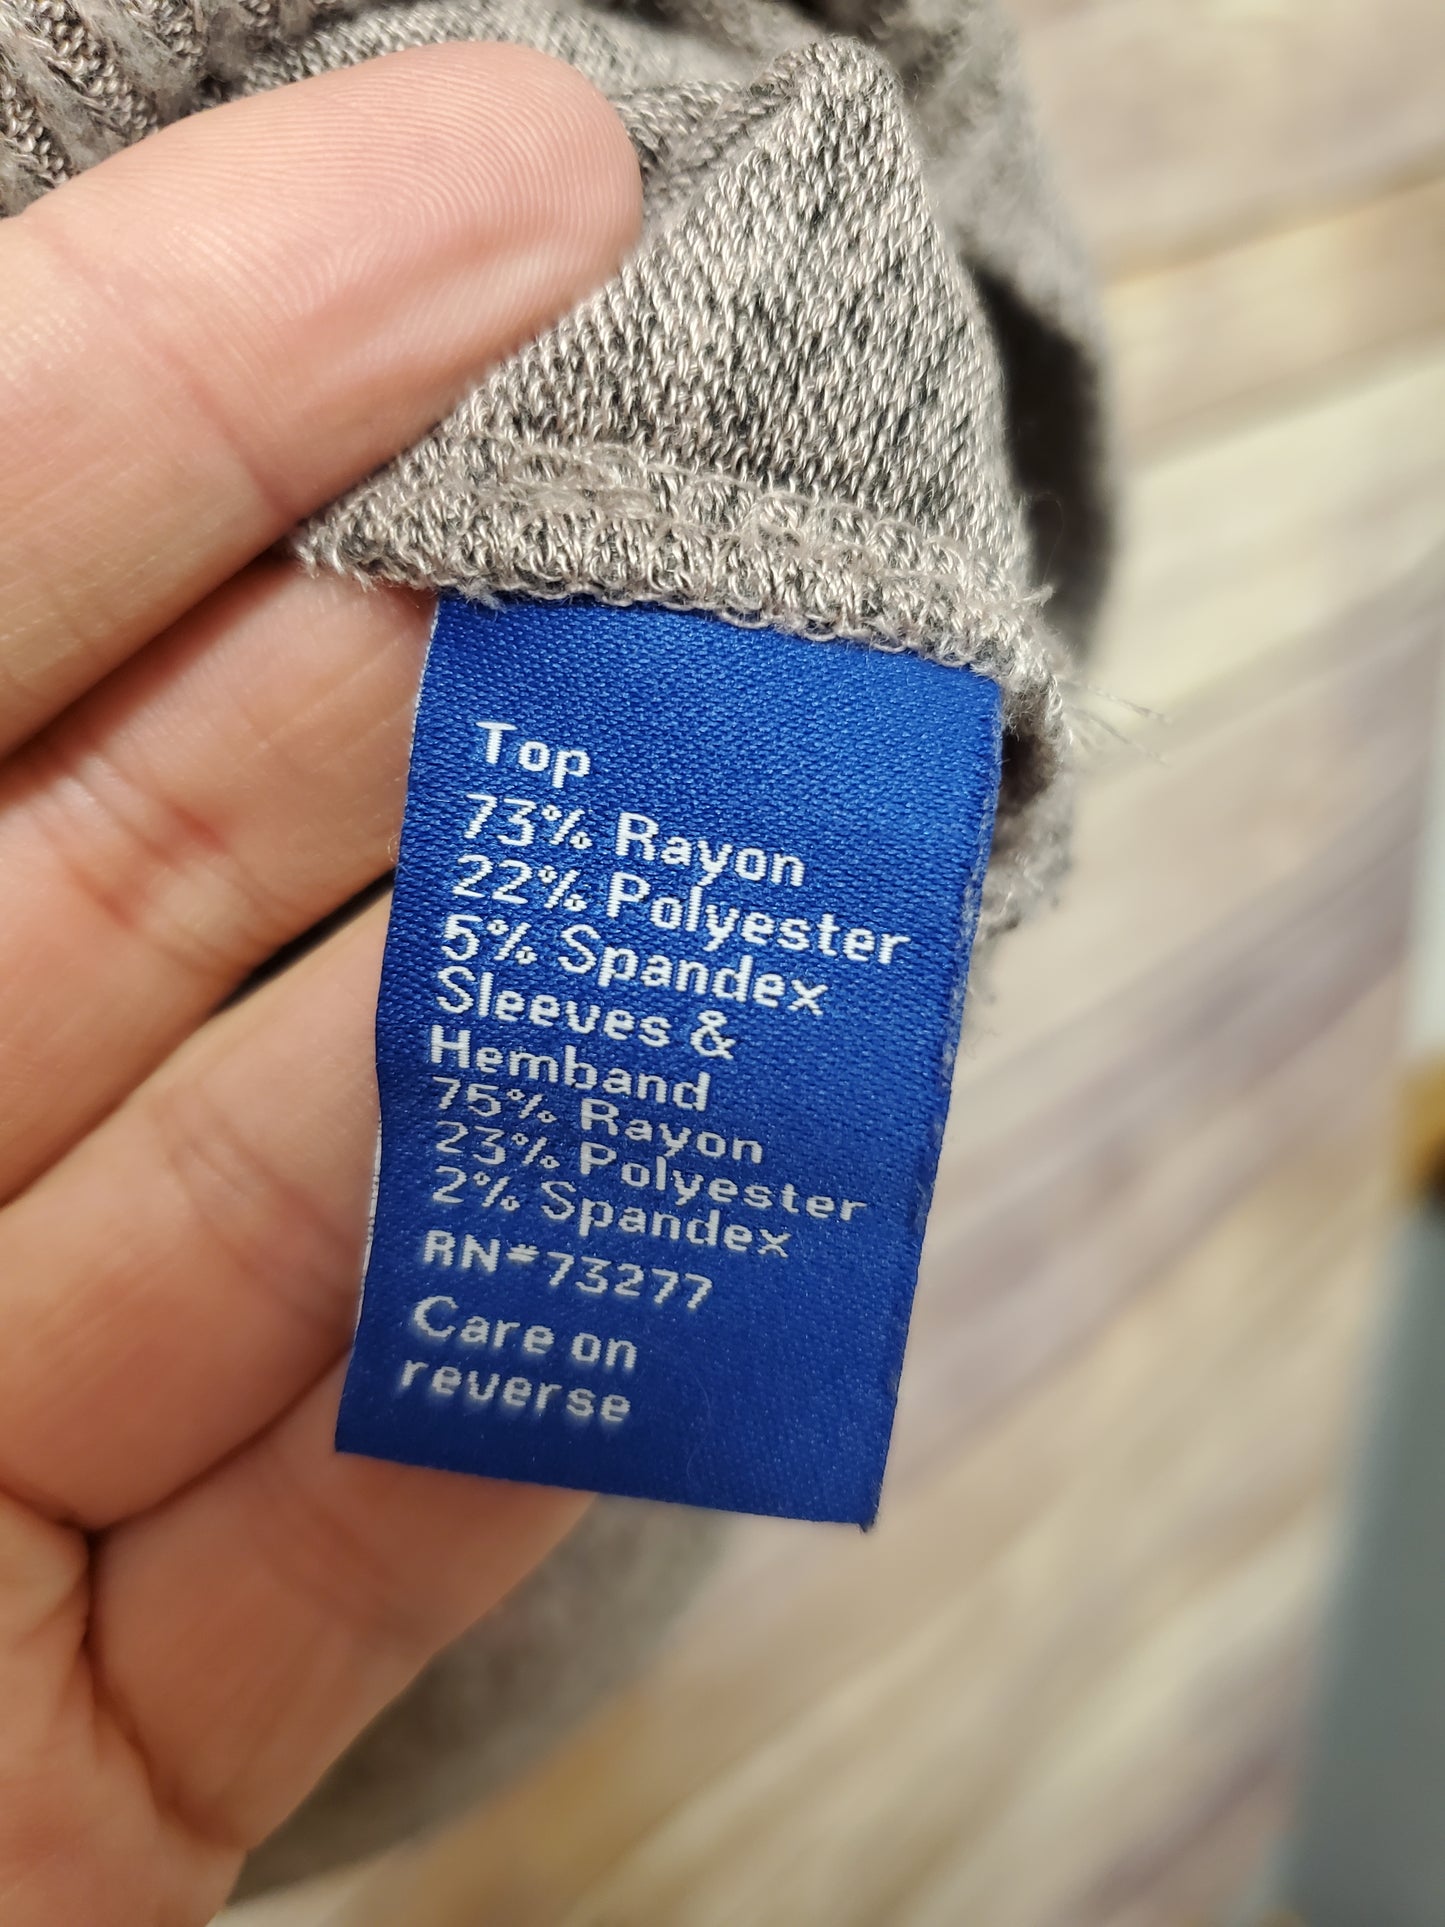 Top
73% Rayon
22% Polyester
5% Spandex
Sleeves &
Hemband
75% Rayon
23% Polyester
2% Spandex
RN#73277
Care on
reverse